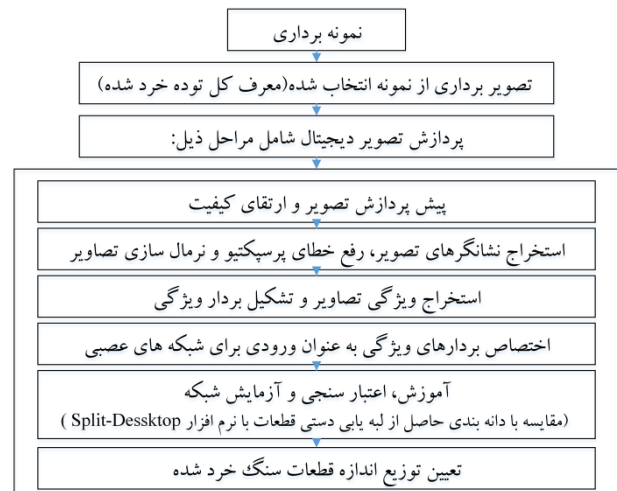 نمونه برداری
تصویر برداری از نمونه انتخاب شده(معرف کل توده خرد شده)
پردازش تصویر دیجیتال شامل مراحل ذیل:
پیش پردازش تصویر و ارتقای کیفیت
استخراج نشانگرهای تصویر، رفع خطای پرسپکتیو و نرمال سازی تصاویر
استخراج ویژگی تصاویر و تشکیل بردار ویژگی
اختصاص بردارهای ویژگی به عنوان ورودی برای شبکه های عصبی
آموزش، اعتبار سنجی و آزمایش شبکه
(مقایسه با دانه بندی حاصل از لبه یابی دستی قطعات با نرم افزار Split-Dessktop )
تعیین توزیع اندازه قطعات سنگ خرد شده